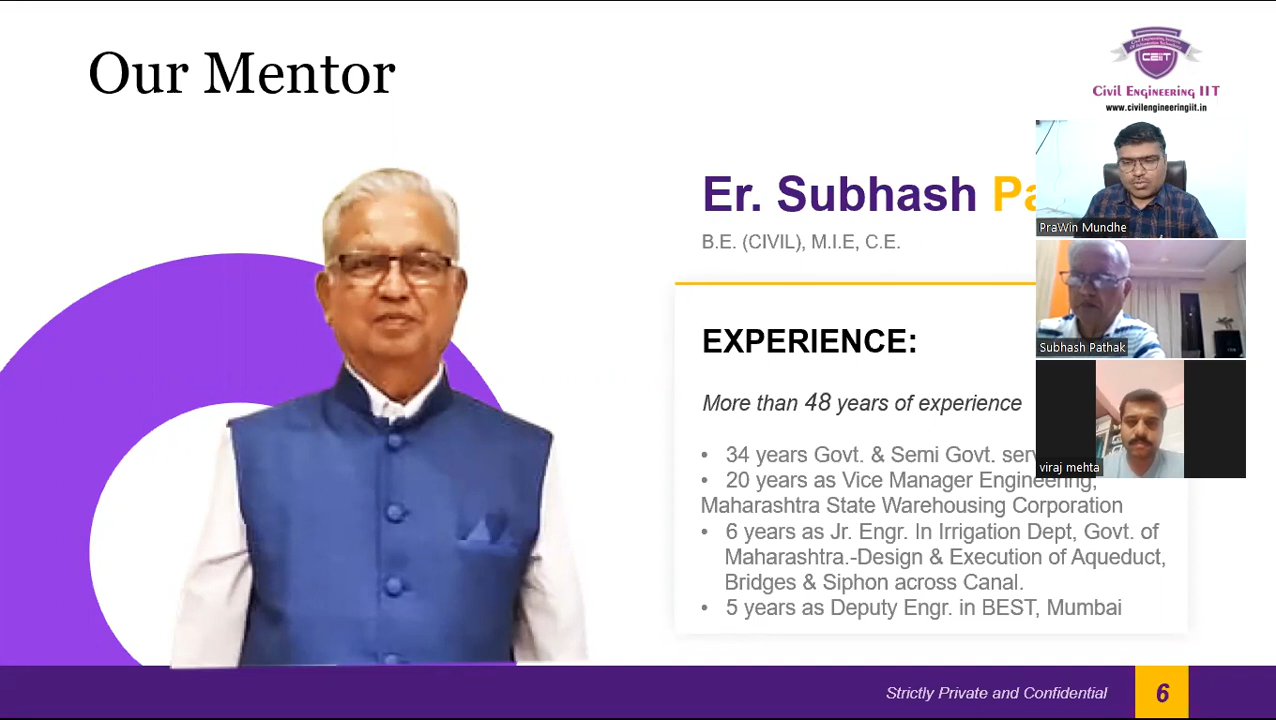 Our Mentor
CEIIT
Civil Engineering IIT
www.civilengineeringiit.in
Er. Subhash
B.E. (CIVIL), M.I.E, C.E.
PraWin Mundhe
Subhash Pathak
EXPERIENCE:
More than 48 years of experience
• 34 years Govt. & Semi Govt.
viraj mehta
• 20 years as Vice Manager Engineering,
Maharashtra State Warehousing Corporation
• 6 years as Jr. Engr. In Irrigation Dept, Govt. of
Maharashtra.-Design & Execution of Aqueduct,
Bridges & Siphon across Canal.
• 5 years as Deputy Engr. in BEST, Mumbai
Strictly Private and Confidential
6